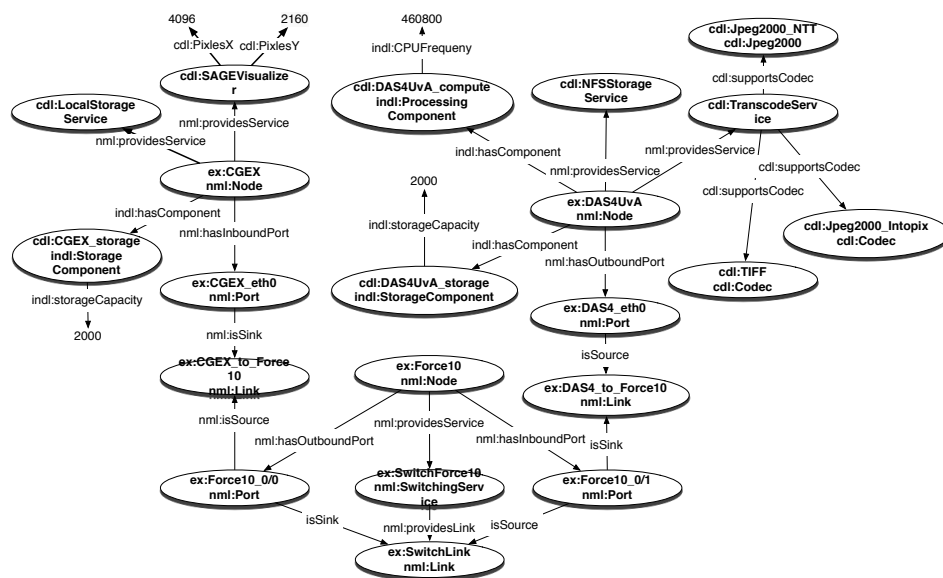 4096
2160
cdl:PixlesX
cdl:PixlesY
cdl:SAGEVisualize
r
cdl:LocalStorage
Service
nml:providesService
nml:providesService
ex:CGEX
nml:Node
indl:hasComponent
nml:hasInboundPort
cdl:CGEX_storage
indl:Storage
Component
indl:storageCapacity
2000
ex:CGEX_eth0
nml:Port
nml:isSink
ex:CGEX_to_Force
10
nml:Link
nml:isSource
460800
indl:CPUFrequeny
cdl:DAS4UvA_compute
indl:Processing
Component
indl:hasComponent
cdl:NFSStorage
Service
nml:providesService
nml:providesService
cdl:Jpeg2000_NTT
cdl:Jpeg2000
cdl:supportsCodec
cdl:TranscodeServ
ice
cdl:supportsCodec
cdl:supportsCodec
cdl:Jpeg2000_Intopix
cdl:Codec
cdl:TIFF
cdl:Codec
ex:DAS4UvA
nml:Node
2000
indl:storageCapacity
indl:hasComponent
nml:hasOutboundPort
cdl:DAS4UvA_storage
indl:StorageComponent
ex:DAS4_eth0
nml:Port
isSource
ex:DAS4_to_Force10
nml:Link
isSink
ex:Force10
nml:Node
nml:hasOutboundPort
nml:providesService
nml:hasInboundPort
ex:Force10_0/0
nml:Port
ex:SwitchForce10
nml:SwitchingServ
ice
ex:Force10_0/1
nml:Port
isSink
nml:providesLink
isSource
ex:SwitchLink
nml:Link